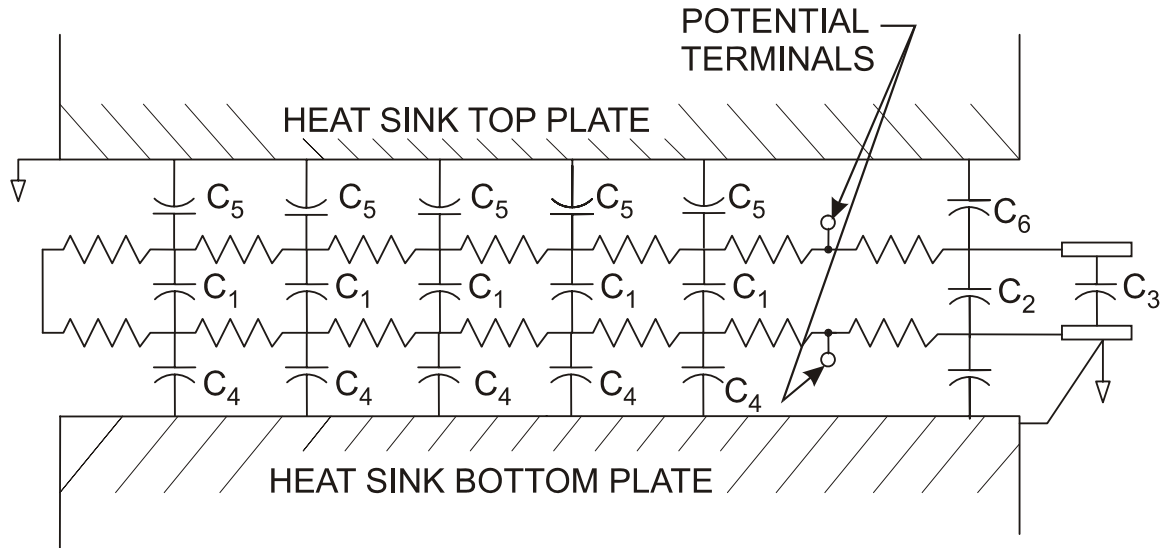 POTENTIAL
TERMINALS
HEAT SINK TOP PLATE
C5 C5 C5 C5 C5 C6
C1 C1 C1 C1 C1 C2 C3
C4 C4 C4 C4 C4
HEAT SINK BOTTOM PLATE